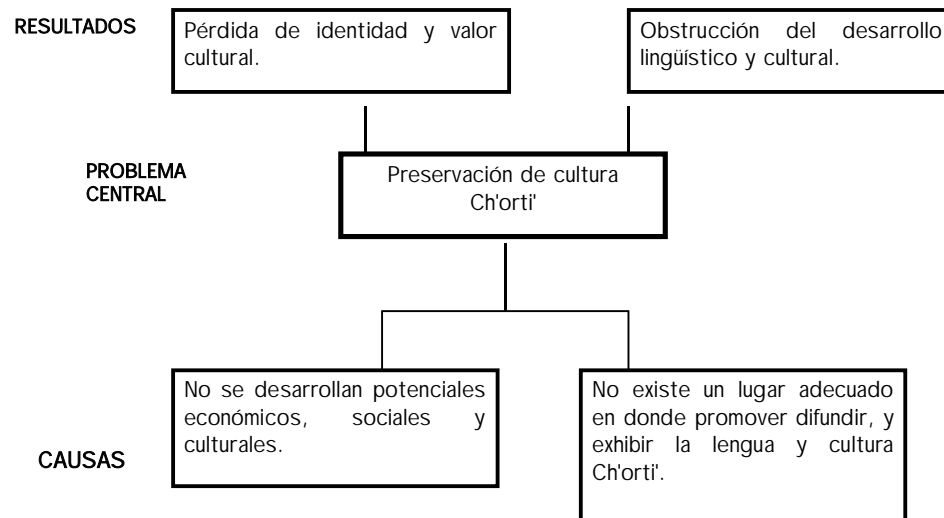 RESULTADOS
Pérdida de identidad y valor
cultural.
Obstrucción del desarrollo
lingüístico y cultural.
PROBLEMA
CENTRAL
Preservación de cultura
Ch'orti'
CAUSAS
No se desarrollan potenciales
económicos, sociales y
culturales.
No existe un lugar adecuado
en donde promover difundir, y
exhibir la lengua y cultura
Ch'orti'.